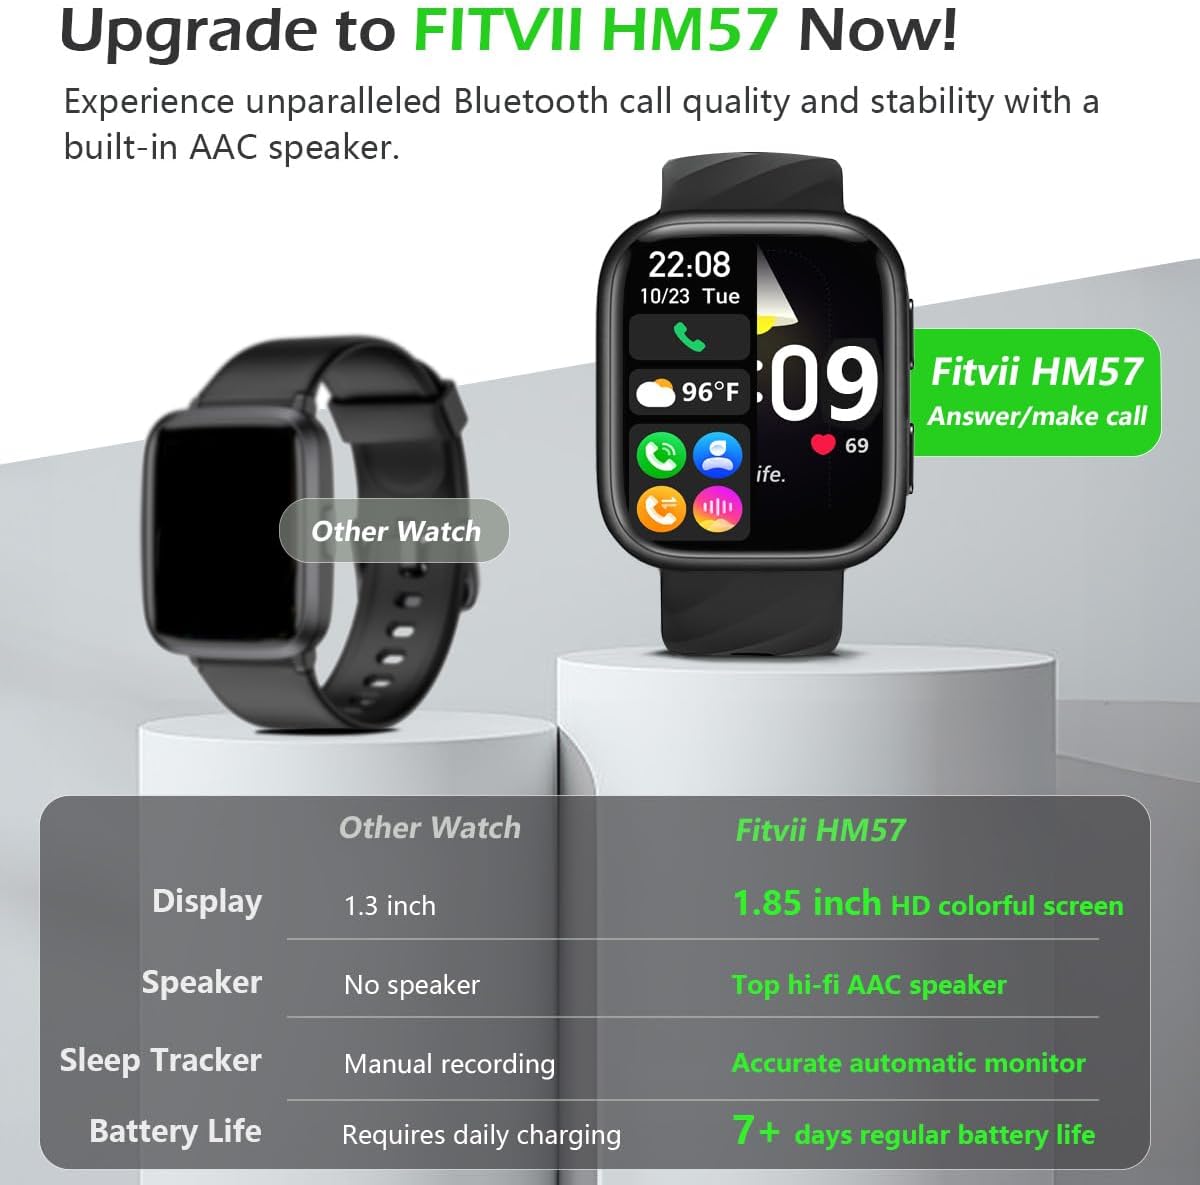 Upgrade to FITVII HM57 Now!
Experience unparalleled Bluetooth call quality and stability with a
built-in AAC speaker.
22:08
10/23 Tue
96°F
:09
69
ife.
Fitvii HM57
Answer/make call
Other Watch
Other Watch Fitvii HM57
Display 1.3 inch 1.85 inch HD colorful screen
Speaker No speaker Top hi-fi AAC speaker
Sleep Tracker Manual recording Accurate automatic monitor
Battery Life Requires daily charging 7+ days regular battery life